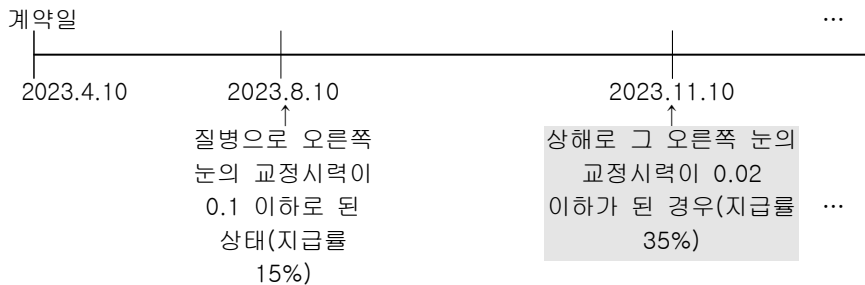 계약일 …
2023.4.10 2023.8.10 2023.11.10
↑ ↑
질병으로 오른쪽
눈의 교정시력이
0.1 이하로 된
상태(지급률
15%)
상해로 그 오른쪽 눈의
교정시력이 0.02
이하가 된 경우(지급률 …
35%)